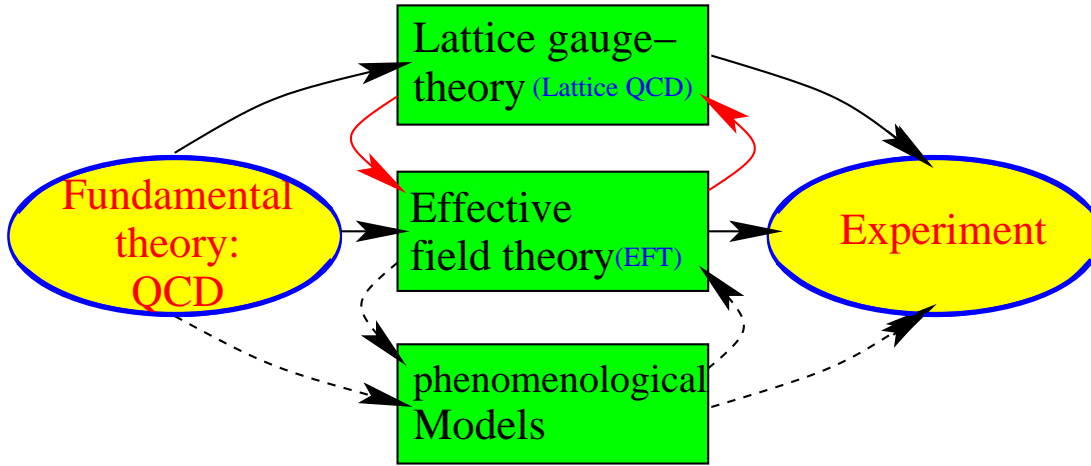 Lattice gauge–
theory (Lattice QCD)
Fundamental
theory:
QCD
Effective
field theory(EFT)
Experiment
phenomenological
Models